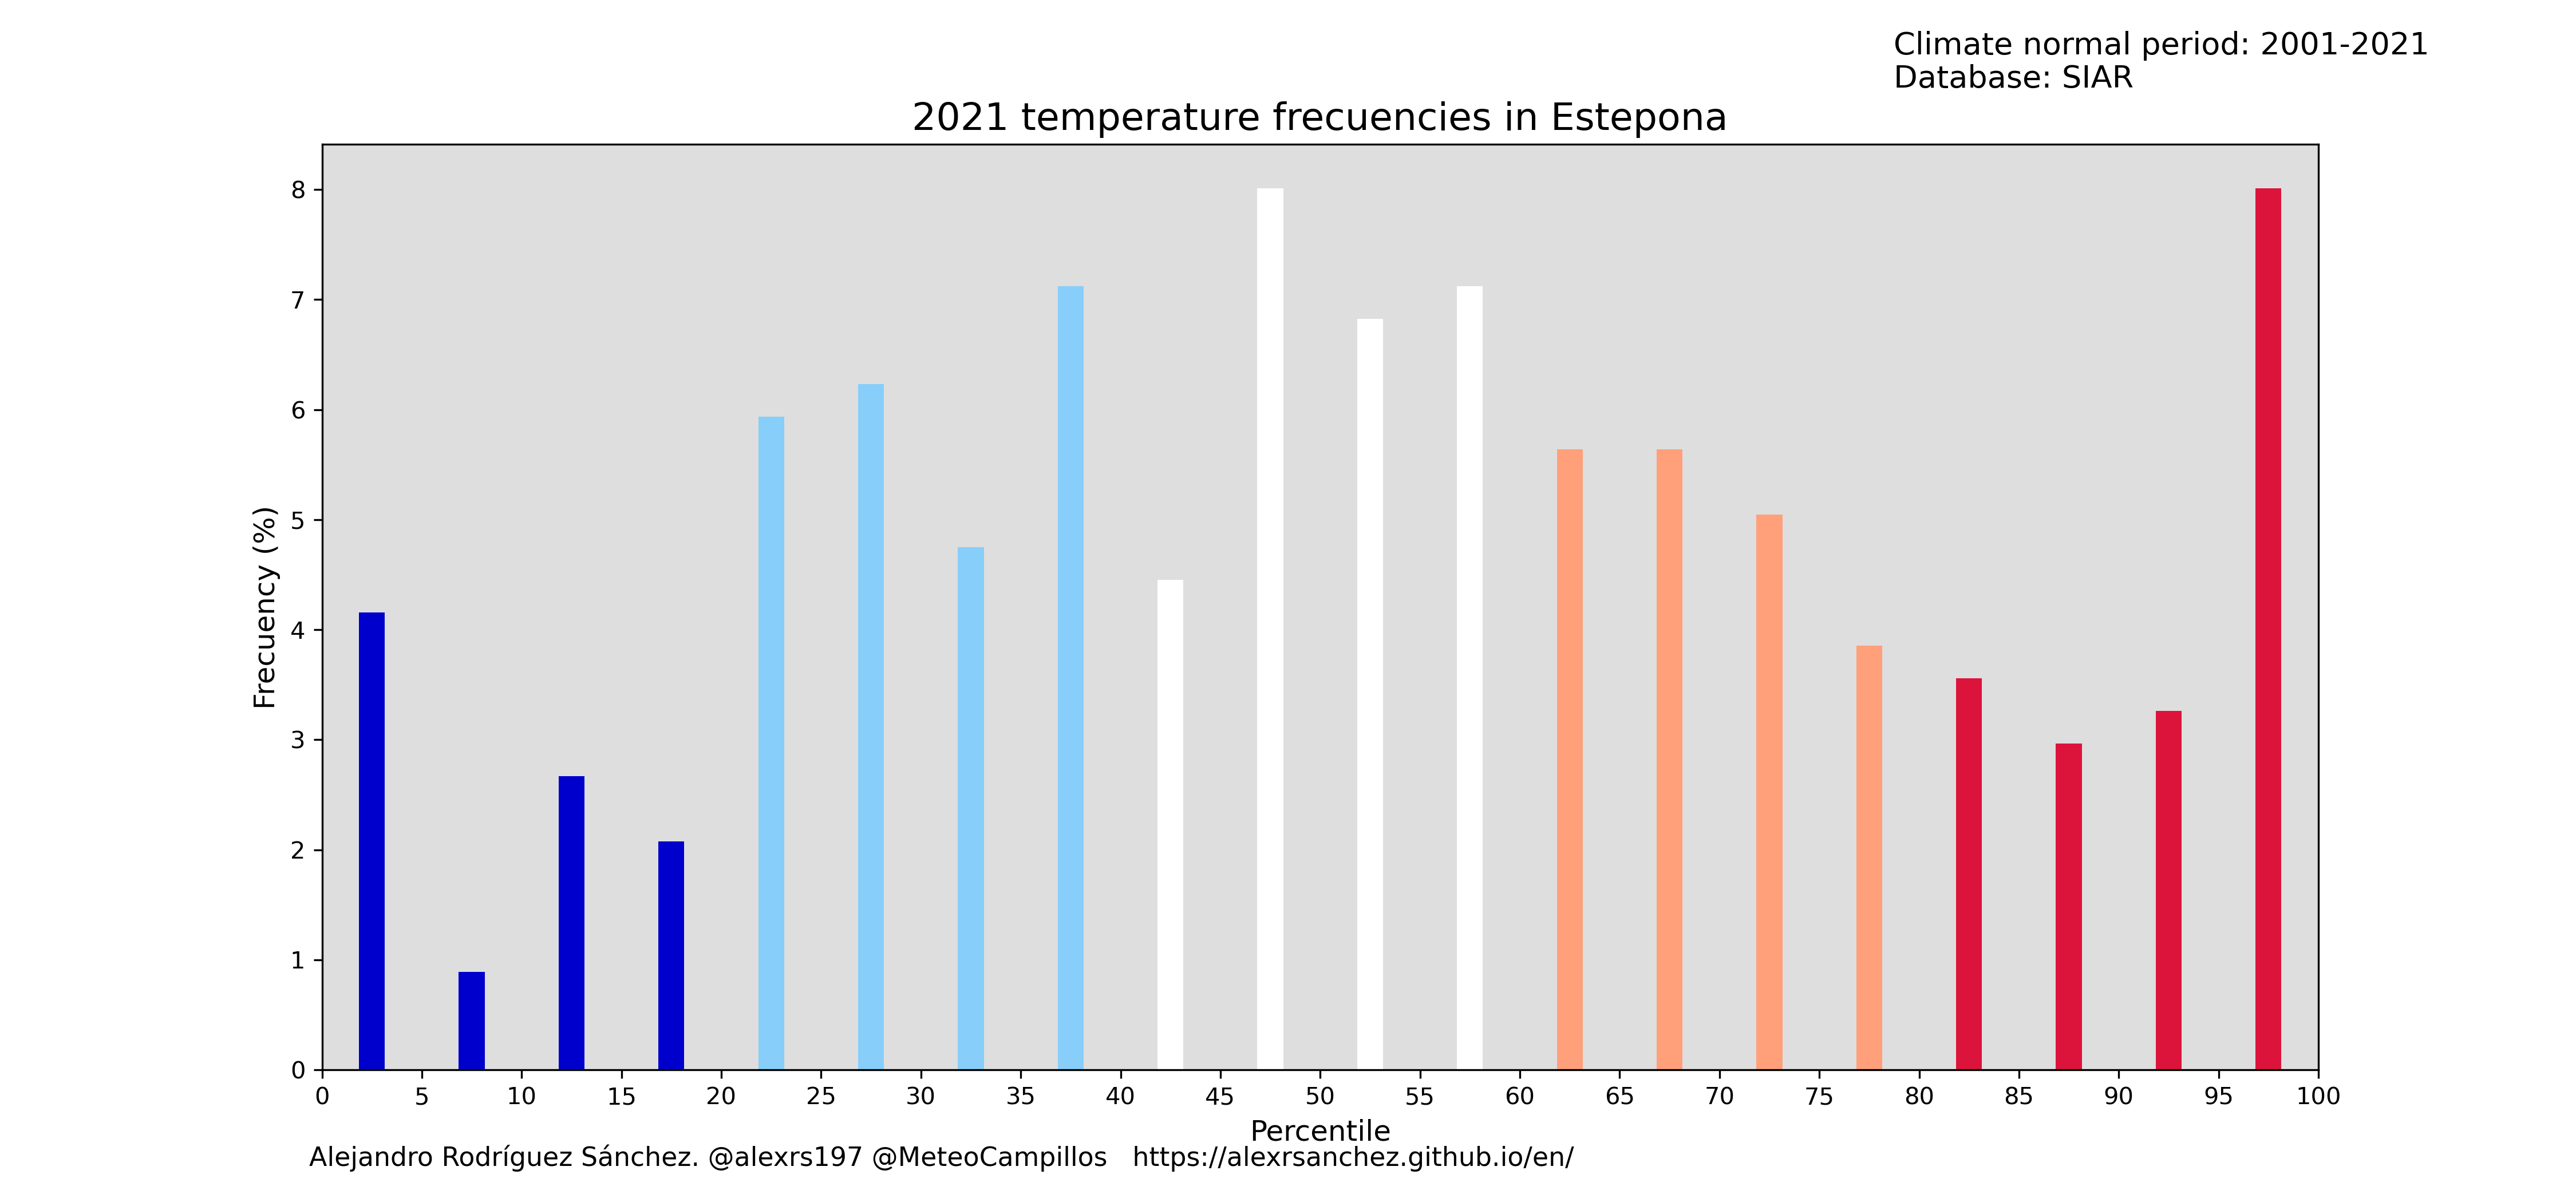 Climate normal period: 2001-2021
Database: SIAR
2021 temperature frecuencies in Estepona
8
7
6
5
4
3
2
1
0
Frecuency (%)
0 5 10 15 20 25 30 35 40 45 50 55 60 65 70 75 80 85 90 95 100
Percentile
Alejandro Rodríguez Sánchez. @alexrs197 @MeteoCampillos https://alexrsanchez.github.io/en/